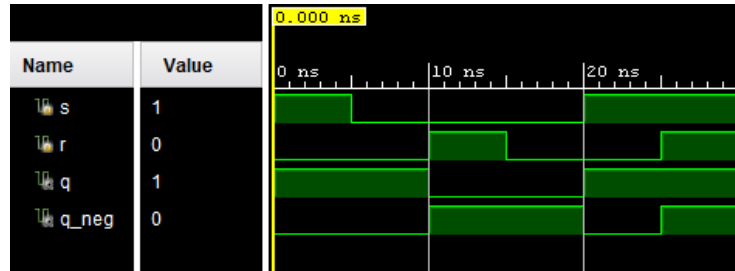 0.000 ns
Name Value
0 ns 10 ns 20 ns
s 1
r 0
q 1
q_neg 0